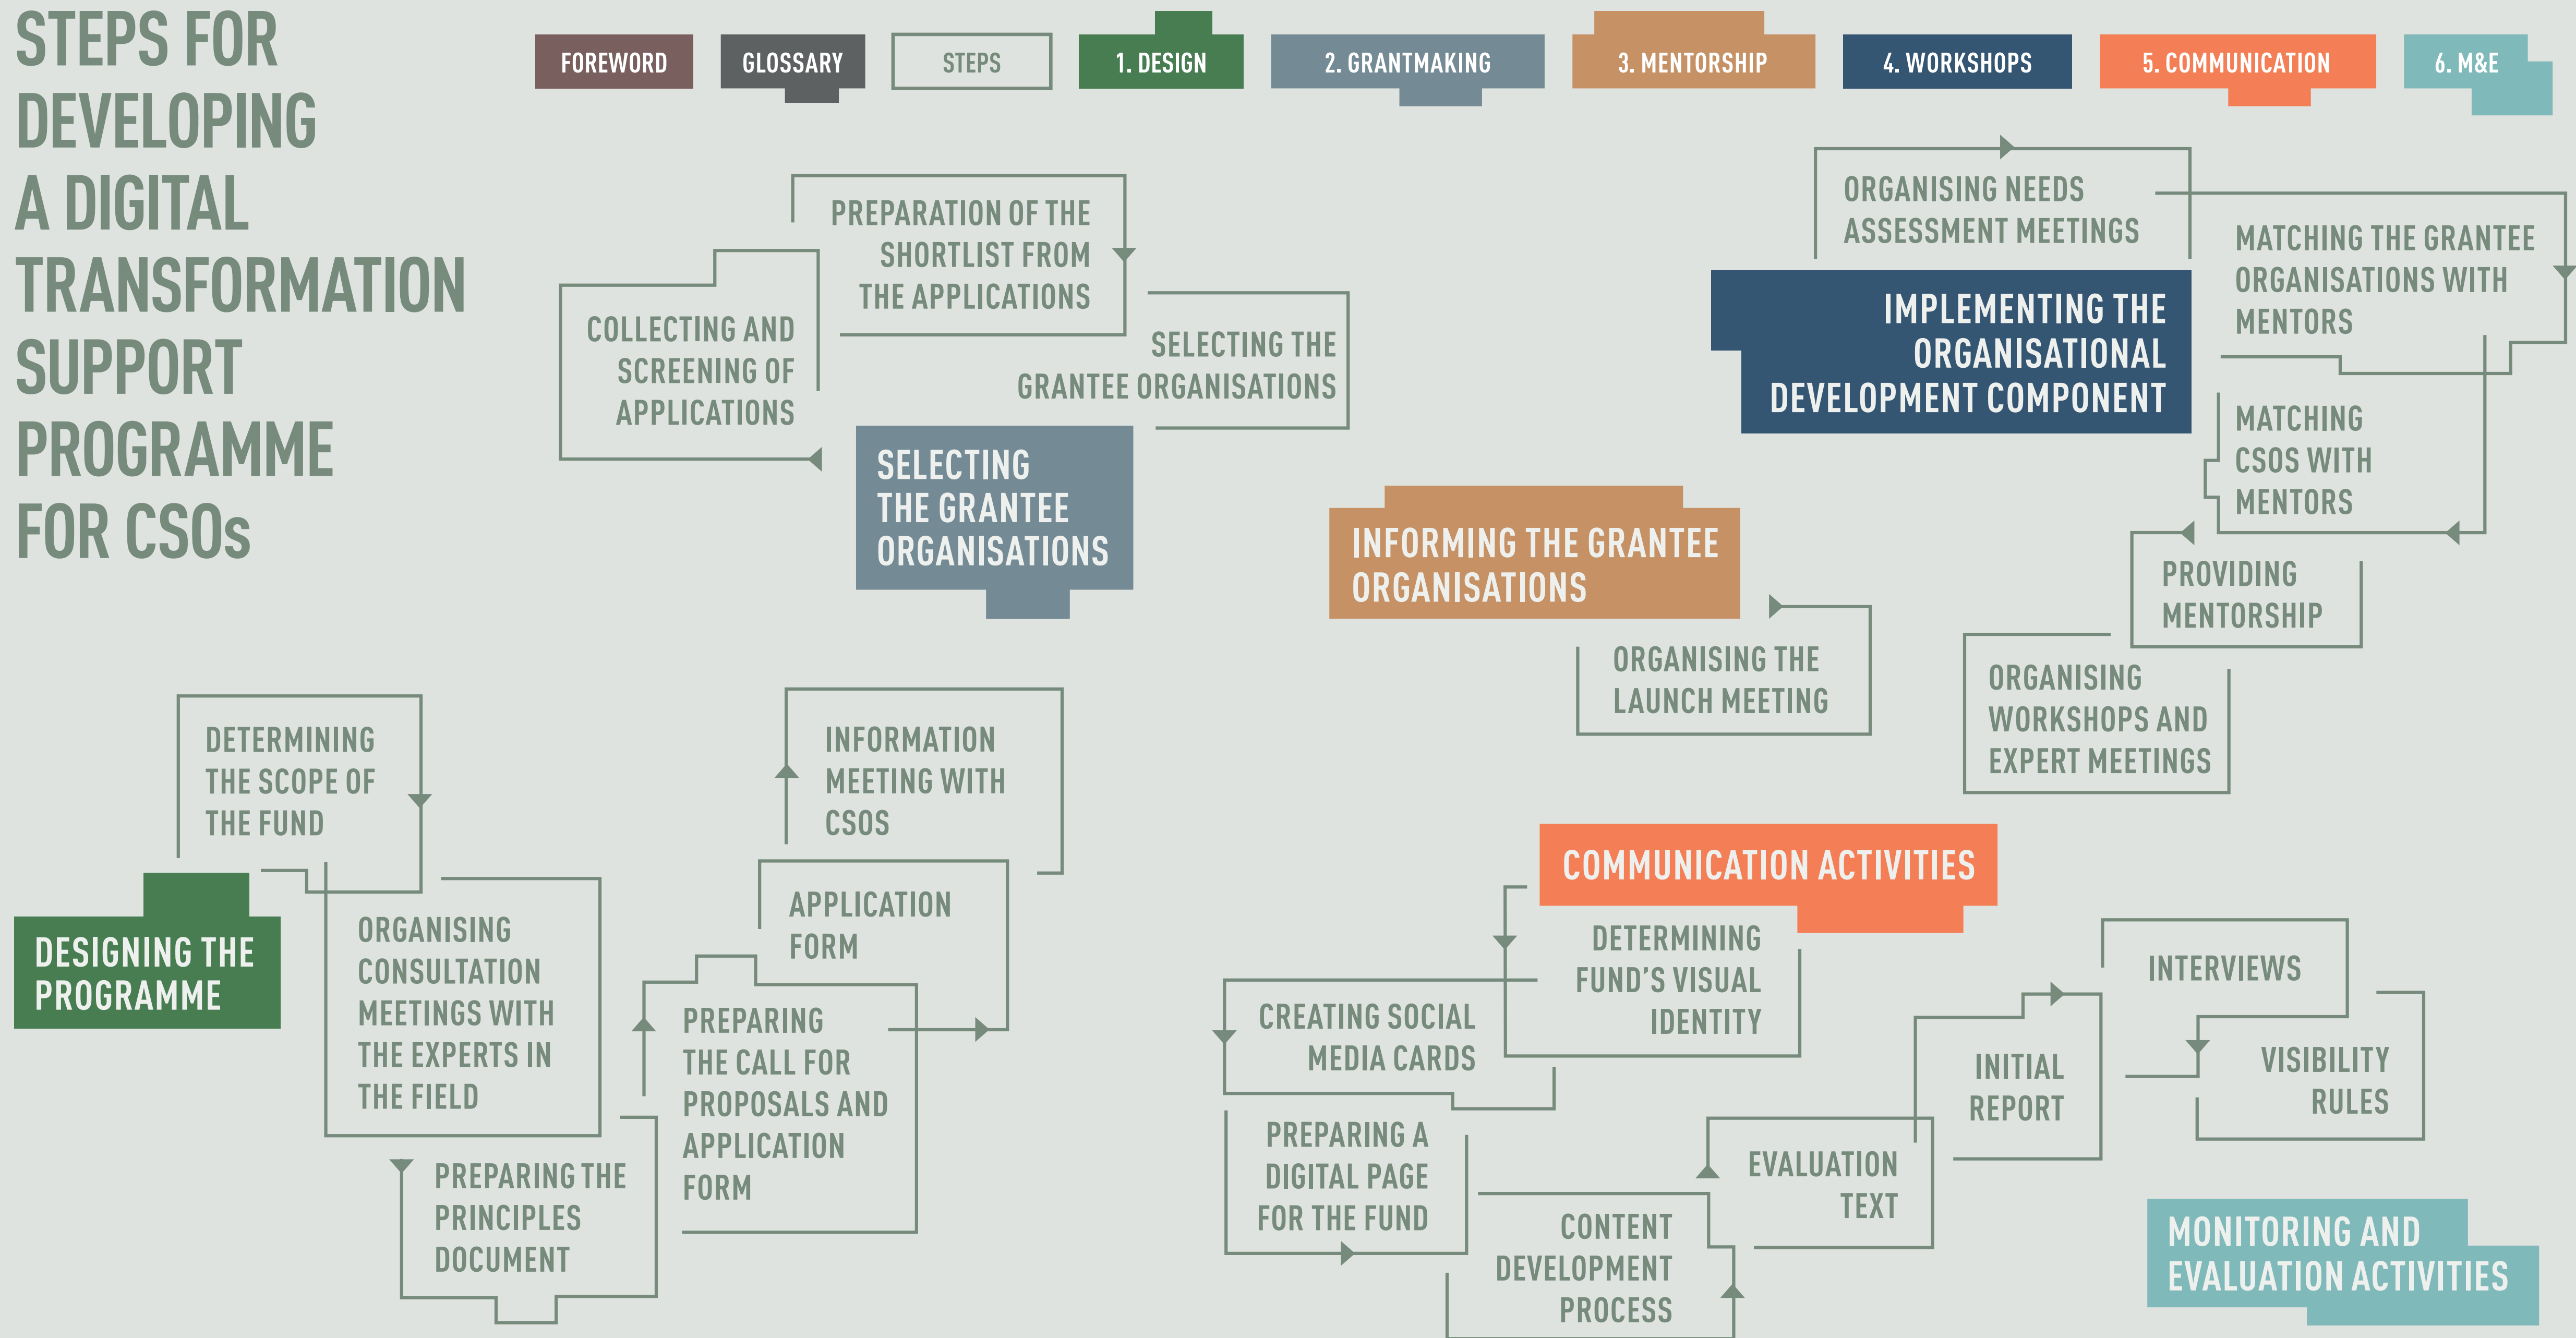 STEPS FOR
DEVELOPING
A DIGITAL
TRANSFORMATION
SUPPORT
PROGRAMME
FOR CSOs
FOREWORD
GLOSSARY
STEPS
1. DESIGN
2. GRANTMAKING
3. MENTORSHIP
4. WORKSHOPS
5. COMMUNICATION
6. M&E
DESIGNING THE
PROGRAMME
DETERMINING
THE SCOPE OF
THE FUND
ORGANISING
CONSULTATION
MEETINGS WITH
THE EXPERTS IN
THE FIELD
PREPARING THE
PRINCIPLES
DOCUMENT
PREPARING
THE CALL FOR
PROPOSALS AND
APPLICATION
FORM
APPLICATION
FORM
INFORMATION
MEETING WITH
CSOS
SELECTING
THE GRANTEE
ORGANISATIONS
COLLECTING AND
SCREENING OF
APPLICATIONS
PREPARATION OF THE
SHORTLIST FROM
THE APPLICATIONS
SELECTING THE
GRANTEE ORGANISATIONS
INFORMING THE GRANTEE
ORGANISATIONS
ORGANISING THE
LAUNCH MEETING
IMPLEMENTING THE
ORGANISATIONAL
DEVELOPMENT COMPONENT
ORGANISING NEEDS
ASSESSMENT MEETINGS
MATCHING THE GRANTEE
ORGANISATIONS WITH
MENTORS
MATCHING
CSOS WITH
MENTORS
PROVIDING
MENTORSHIP
ORGANISING
WORKSHOPS AND
EXPERT MEETINGS
COMMUNICATION ACTIVITIES
DETERMINING
FUND'S VISUAL
IDENTITY
CREATING SOCIAL
MEDIA CARDS
PREPARING A
DIGITAL PAGE
FOR THE FUND
CONTENT
DEVELOPMENT
PROCESS
EVALUATION
TEXT
INITIAL
REPORT
INTERVIEWS
VISIBILITY
RULES
MONITORING AND
EVALUATION ACTIVITIES